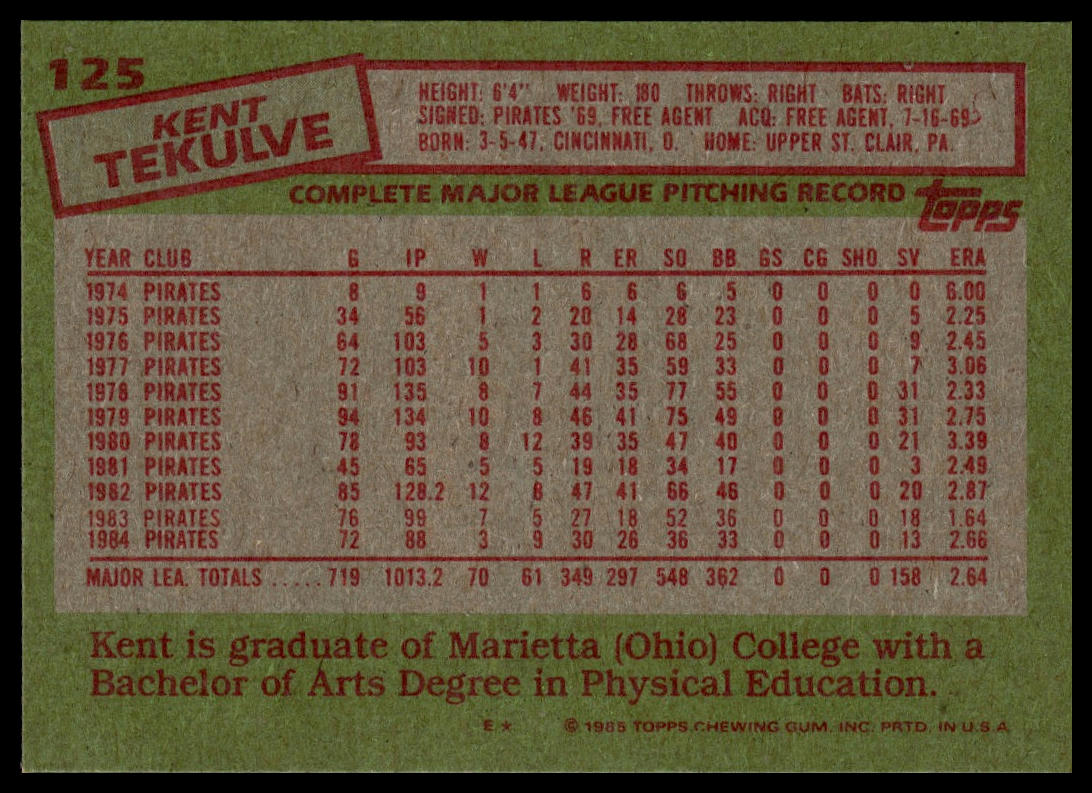 125
KENT
TEKULVE
HEIGHT: 6'4" WEIGHT: 180 THROWS: RIGHT BATS: RIGHT
SIGNED: PIRATES '69, FREE AGENT ACQ: FREE AGENT, 7-16-69
BORN: 3-5-47, CINCINNATI, O. HOME: UPPER ST. CLAIR, PA.
COMPLETE MAJOR LEAGUE PITCHING RECORD topps
YEAR CLUB G IP W L R ER SO BB GS CG SHO SV ERA
1974 PIRATES 8 9 1 1 6 6 6 5 0 0 0 0 6.00
1975 PIRATES 34 56 1 2 20 14 28 23 0 0 0 5 2.25
1976 PIRATES 64 103 5 3 30 28 68 25 0 0 0 9 2.45
1977 PIRATES 72 103 10 1 41 35 59 33 0 0 0 7 3.06
1978 PIRATES 91 135 8 7 44 35 77 55 0 0 0 31 2.33
1979 PIRATES 94 134 10 8 46 41 75 49 0 0 0 31 2.75
1980 PIRATES 78 93 8 12 39 35 47 40 0 0 0 21 3.39
1981 PIRATES 45 65 5 5 19 18 34 17 0 0 0 3 2.49
1982 PIRATES 85 128.2 12 8 47 41 66 46 0 0 0 20 2.87
1983 PIRATES 76 99 7 5 27 18 52 36 0 0 0 18 1.64
1984 PIRATES 72 88 3 9 30 26 36 33 0 0 0 13 2.66
MAJOR LEA. TOTALS ..... 719 1013.2 70 61 349 297 548 362 0 0 0 158 2.64
Kent is graduate of Marietta (Ohio) College with a
Bachelor of Arts Degree in Physical Education.
E* © 1985 TOPPS CHEWING GUM, INC. PRTD. IN U.S.A.